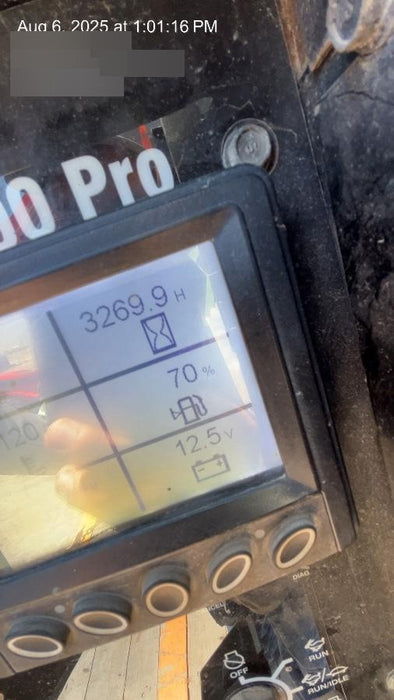 Aug 6, 2025 at 1:01:16 PM
00 Pro
3269.9 H
70 %
120
12.5 V
DIAG
OFF
RUN
RUN/IDLE